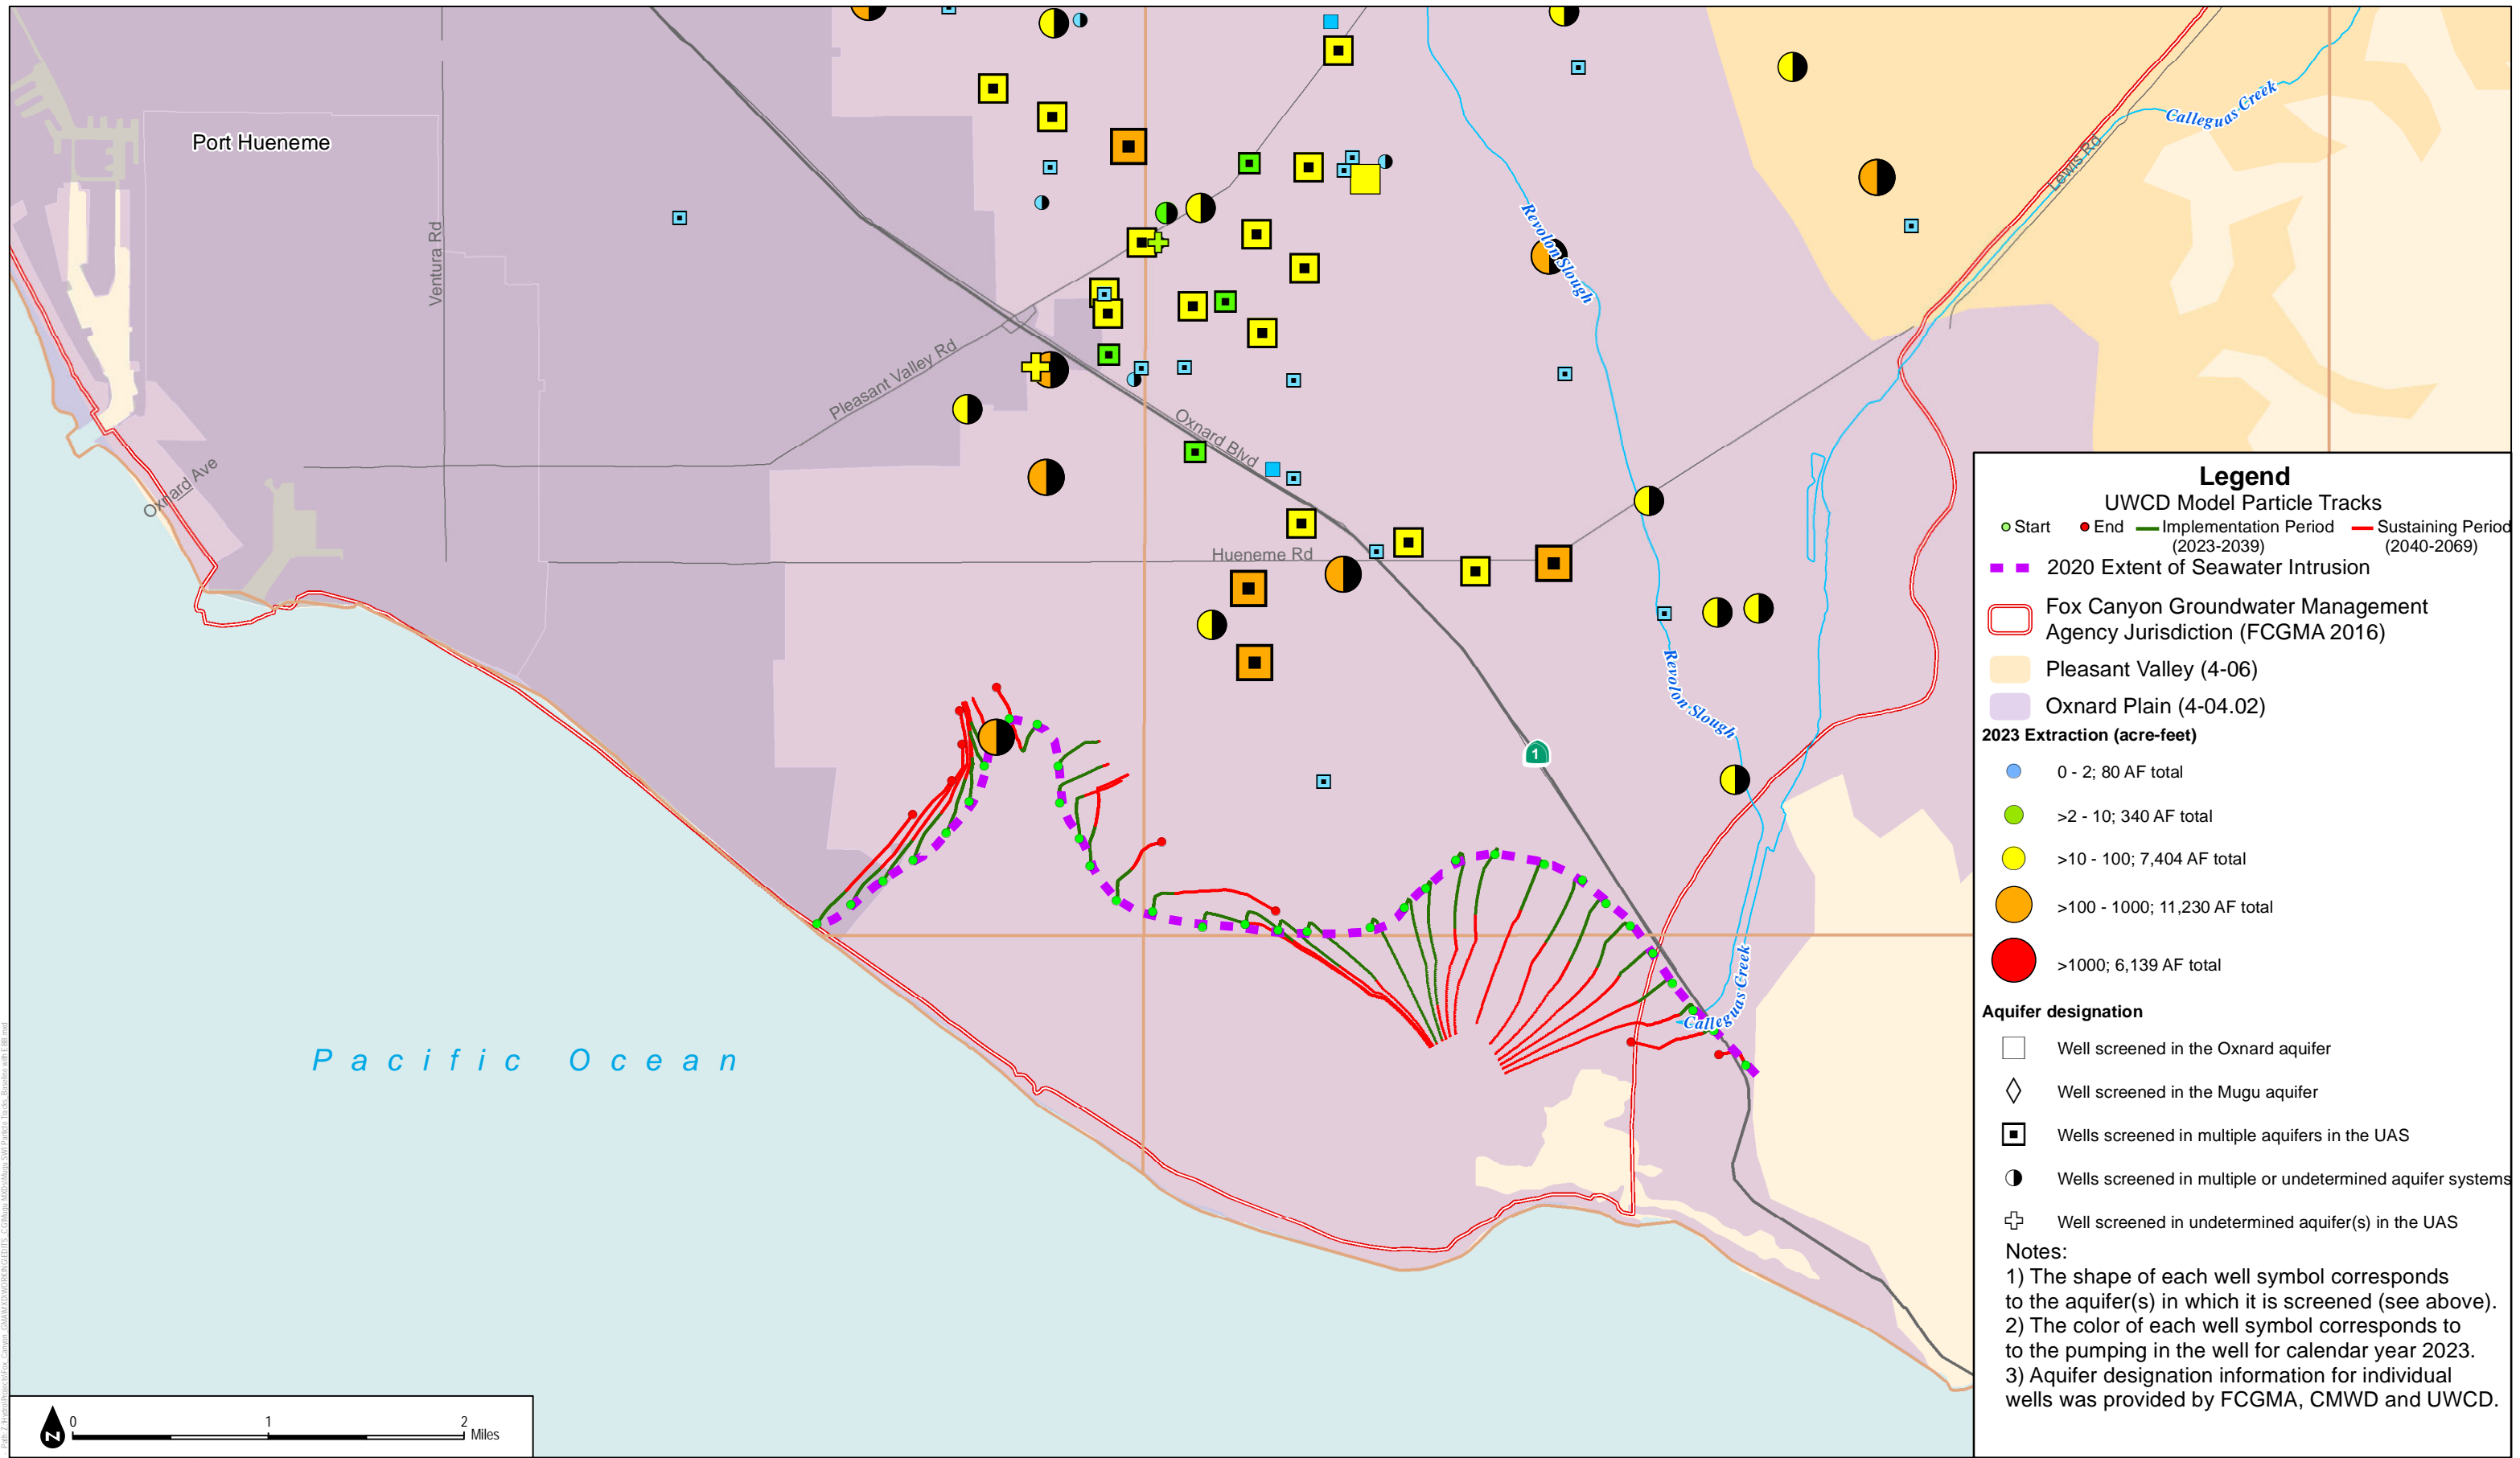 Port Hueneme
Ventura Rd
Oxnard Ave
Pleasant Valley Rd
Oxnard Blvd
Hueneme Rd
Revolon Slough
Revolon Slough
Calleguas Creek
Lewis Rd
1
Calleguas Creek
Pacific Ocean
N
0 1 2
Miles
Legend
UWCD Model Particle Tracks
Start End Implementation Period Sustaining Period
(2023-2039) (2040-2069)
2020 Extent of Seawater Intrusion
Fox Canyon Groundwater Management
Agency Jurisdiction (FCGMA 2016)
Pleasant Valley (4-06)
Oxnard Plain (4-04.02)
2023 Extraction (acre-feet)
0 - 2; 80 AF total
>2 - 10; 340 AF total
>10 - 100; 7,404 AF total
>100 - 1000; 11,230 AF total
>1000; 6,139 AF total
Aquifer designation
Well screened in the Oxnard aquifer
Well screened in the Mugu aquifer
Wells screened in multiple aquifers in the UAS
Wells screened in multiple or undetermined aquifer systems
Well screened in undetermined aquifer(s) in the UAS
Notes:
1) The shape of each well symbol corresponds
to the aquifer(s) in which it is screened (see above).
2) The color of each well symbol corresponds to
to the pumping in the well for calendar year 2023.
3) Aquifer designation information for individual
wells was provided by FCGMA, CMWD and UWCD.